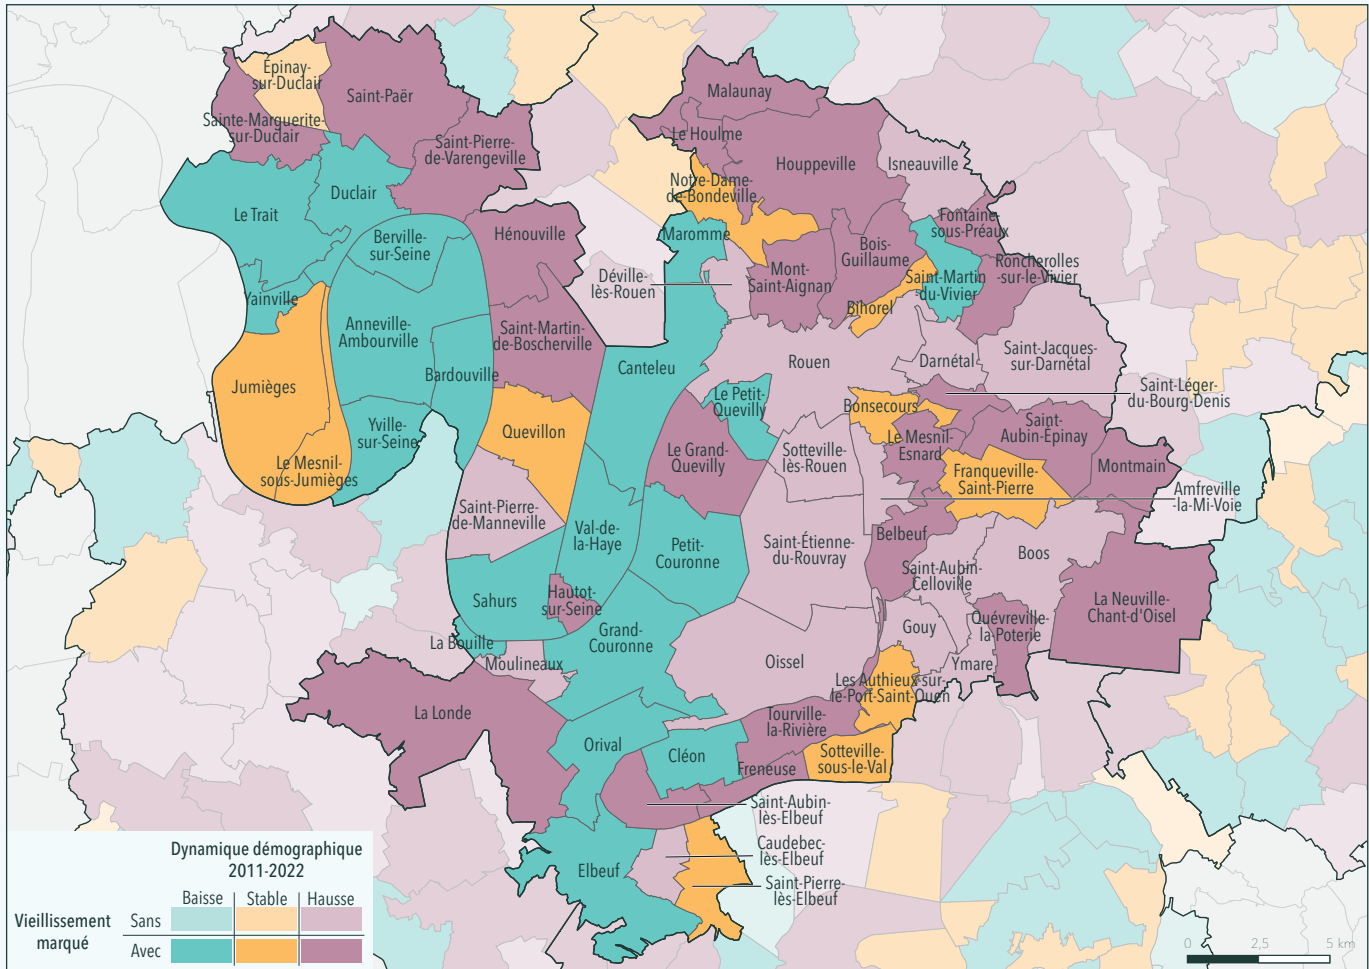 Épinay-
sur-Duclair
Saint-Paër
Malaunay
Sainte-Marguerite-
sur-Duclair
Saint-Pierre-
de-Varengeville
Le Houlme
Houppeville
Isneauville
Notre-Dame-
de-Bondeville
Duclair
Le Trait
Berville-
sur-Seine
Hénouville
Maromme
Bois-
Guillaume
Fontaine-
sous-Préaux
Déville-
lès-Rouen
Mont-
Saint-Aignan
Saint-Martin
du-Vivier
Roncherolles
-sur-le-Vivier
Yainville
Bihorel
Anneville-
Ambourville
Saint-Martin-
de-Boscherville
Canteleu
Rouen
Darnétal
Saint-Jacques-
sur-Darnétal
Bardouville
Jumièges
Le Petit-
Quevilly
Bonsecours
Saint-Léger-
du-Bourg-Denis
Yville-
sur-Seine
Quevillon
Le Grand-
Quevilly
Sotteville-
lès-Rouen
Le Mesnil-
Esnard
Saint-
Aubin-Épinay
Montmain
Le Mesnil-
sous-Jumièges
Franqueville-
Saint-Pierre
Amfreville
-la-Mi-Voie
Saint-Pierre-
de-Manneville
Val-de-
la-Haye
Petit-
Couronne
Saint-Étienne-
du-Rouvray
Belbeuf
Boos
Saint-Aubin-
Celloville
Sahurs
Hautot-
sur-Seine
La Neuville-
Chant-d'Oisel
La Bouille
Grand-
Couronne
Gouy
Quévreville-
la-Poterie
Moulineaux
Oissel
Ymare
Les Authieux-sur-
le-Port-Saint-Ouen
La Londe
Tourville-
la-Rivière
Orival
Cléon
Freneuse
Sotteville-
sous-le-Val
Saint-Aubin-
lès-Elbeuf
Caudebec-
lès-Elbeuf
Elbeuf
Saint-Pierre-
lès-Elbeuf
Dynamique démographique
2011-2022
Baisse Stable Hausse
Vieillissement
marqué
Sans
Avec
0 2,5 5 km